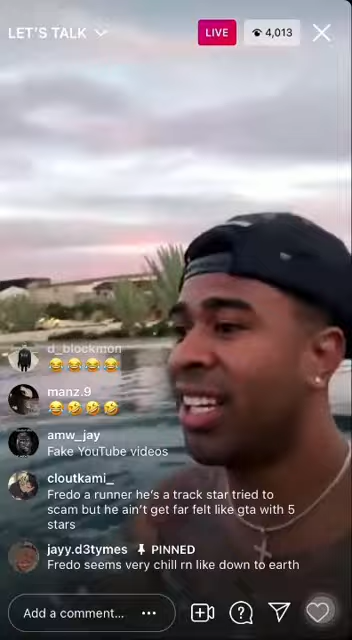 LET'S TALK
LIVE
4,013
d_blockmon
😂😂😂😂
manz.9
😂🤣🤣🤣
amw_jay
Fake YouTube videos
cloutkami_
Fredo a runner he's a track star tried to
scam but he ain't get far felt like gta with 5
stars
jayy.d3tymes PINNED
Fredo seems very chill rn like down to earth
Add a comment...